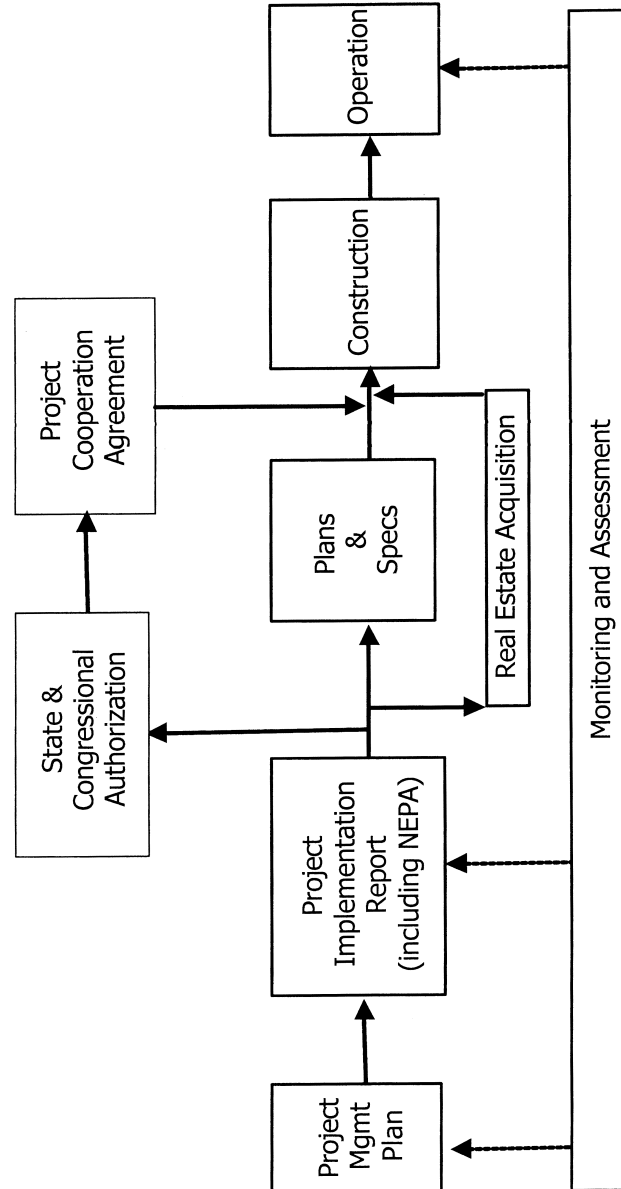 Project
Mgmt
Plan
Project
Implementation
Report
(including NEPA)
State &
Congressional
Authorization
Project
Cooperation
Agreement
Plans
&
Specs
Real Estate Acquisition
Construction
Operation
Monitoring and Assessment